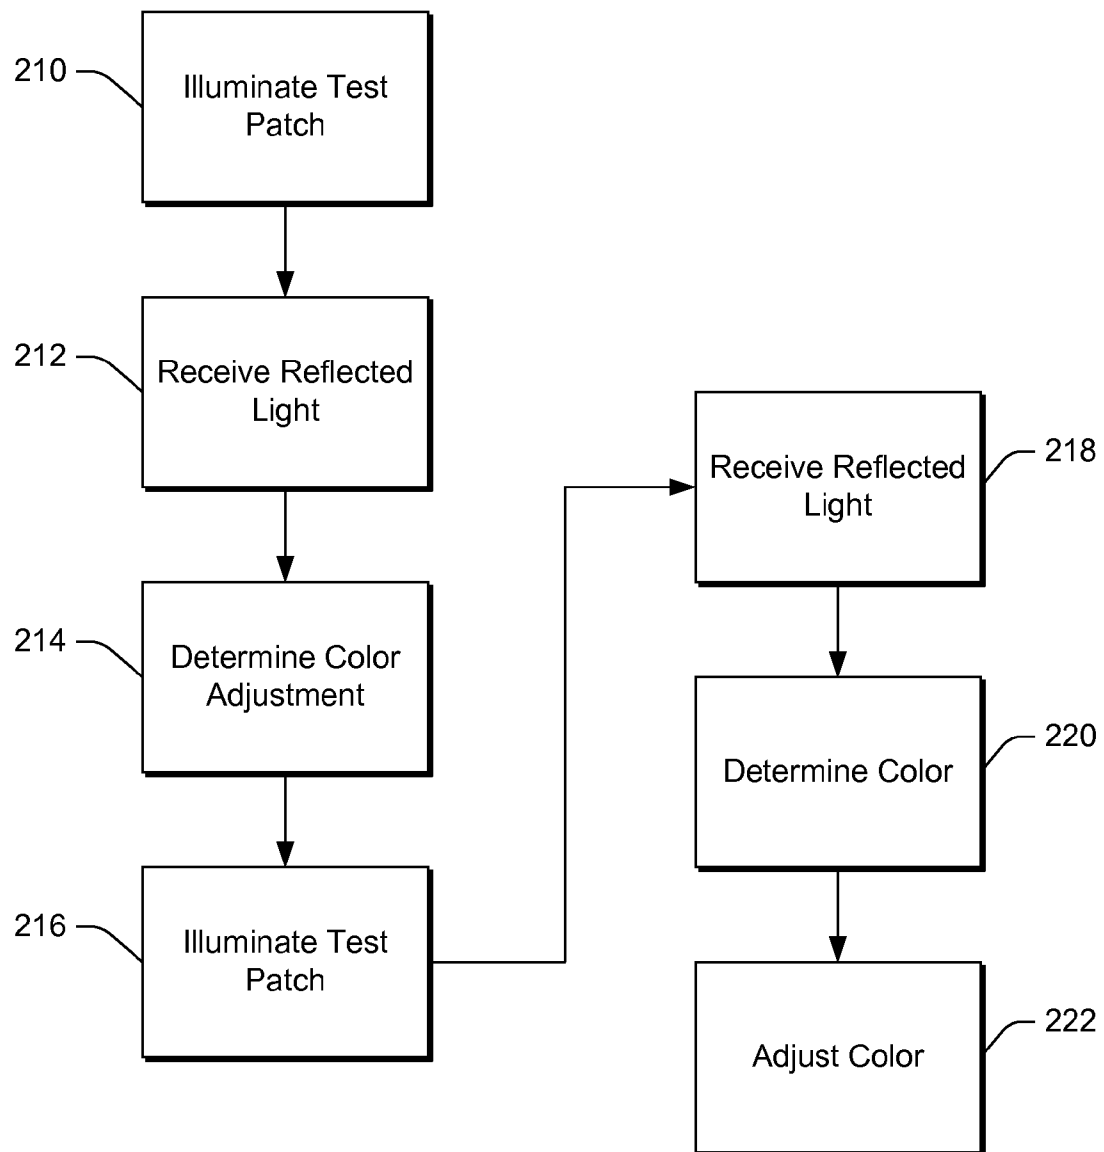 210
Illuminate Test
Patch
212
Receive Reflected
Light
214
Determine Color
Adjustment
216
Illuminate Test
Patch
218
Receive Reflected
Light
220
Determine Color
222
Adjust Color